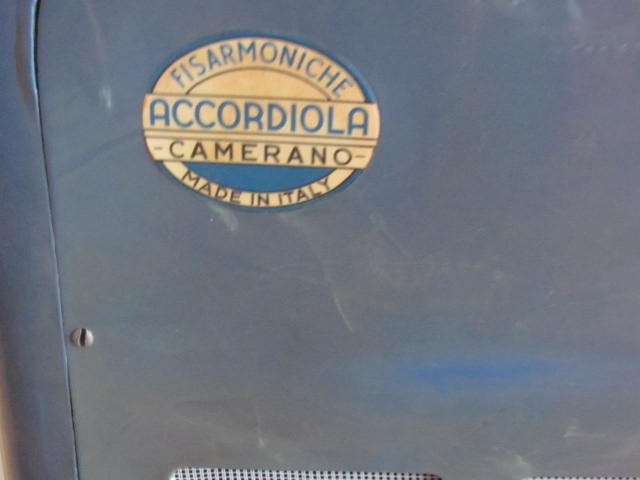 FISARMONICHE
ACCORDIOLA
-CAMERANO-
MADE IN ITALY